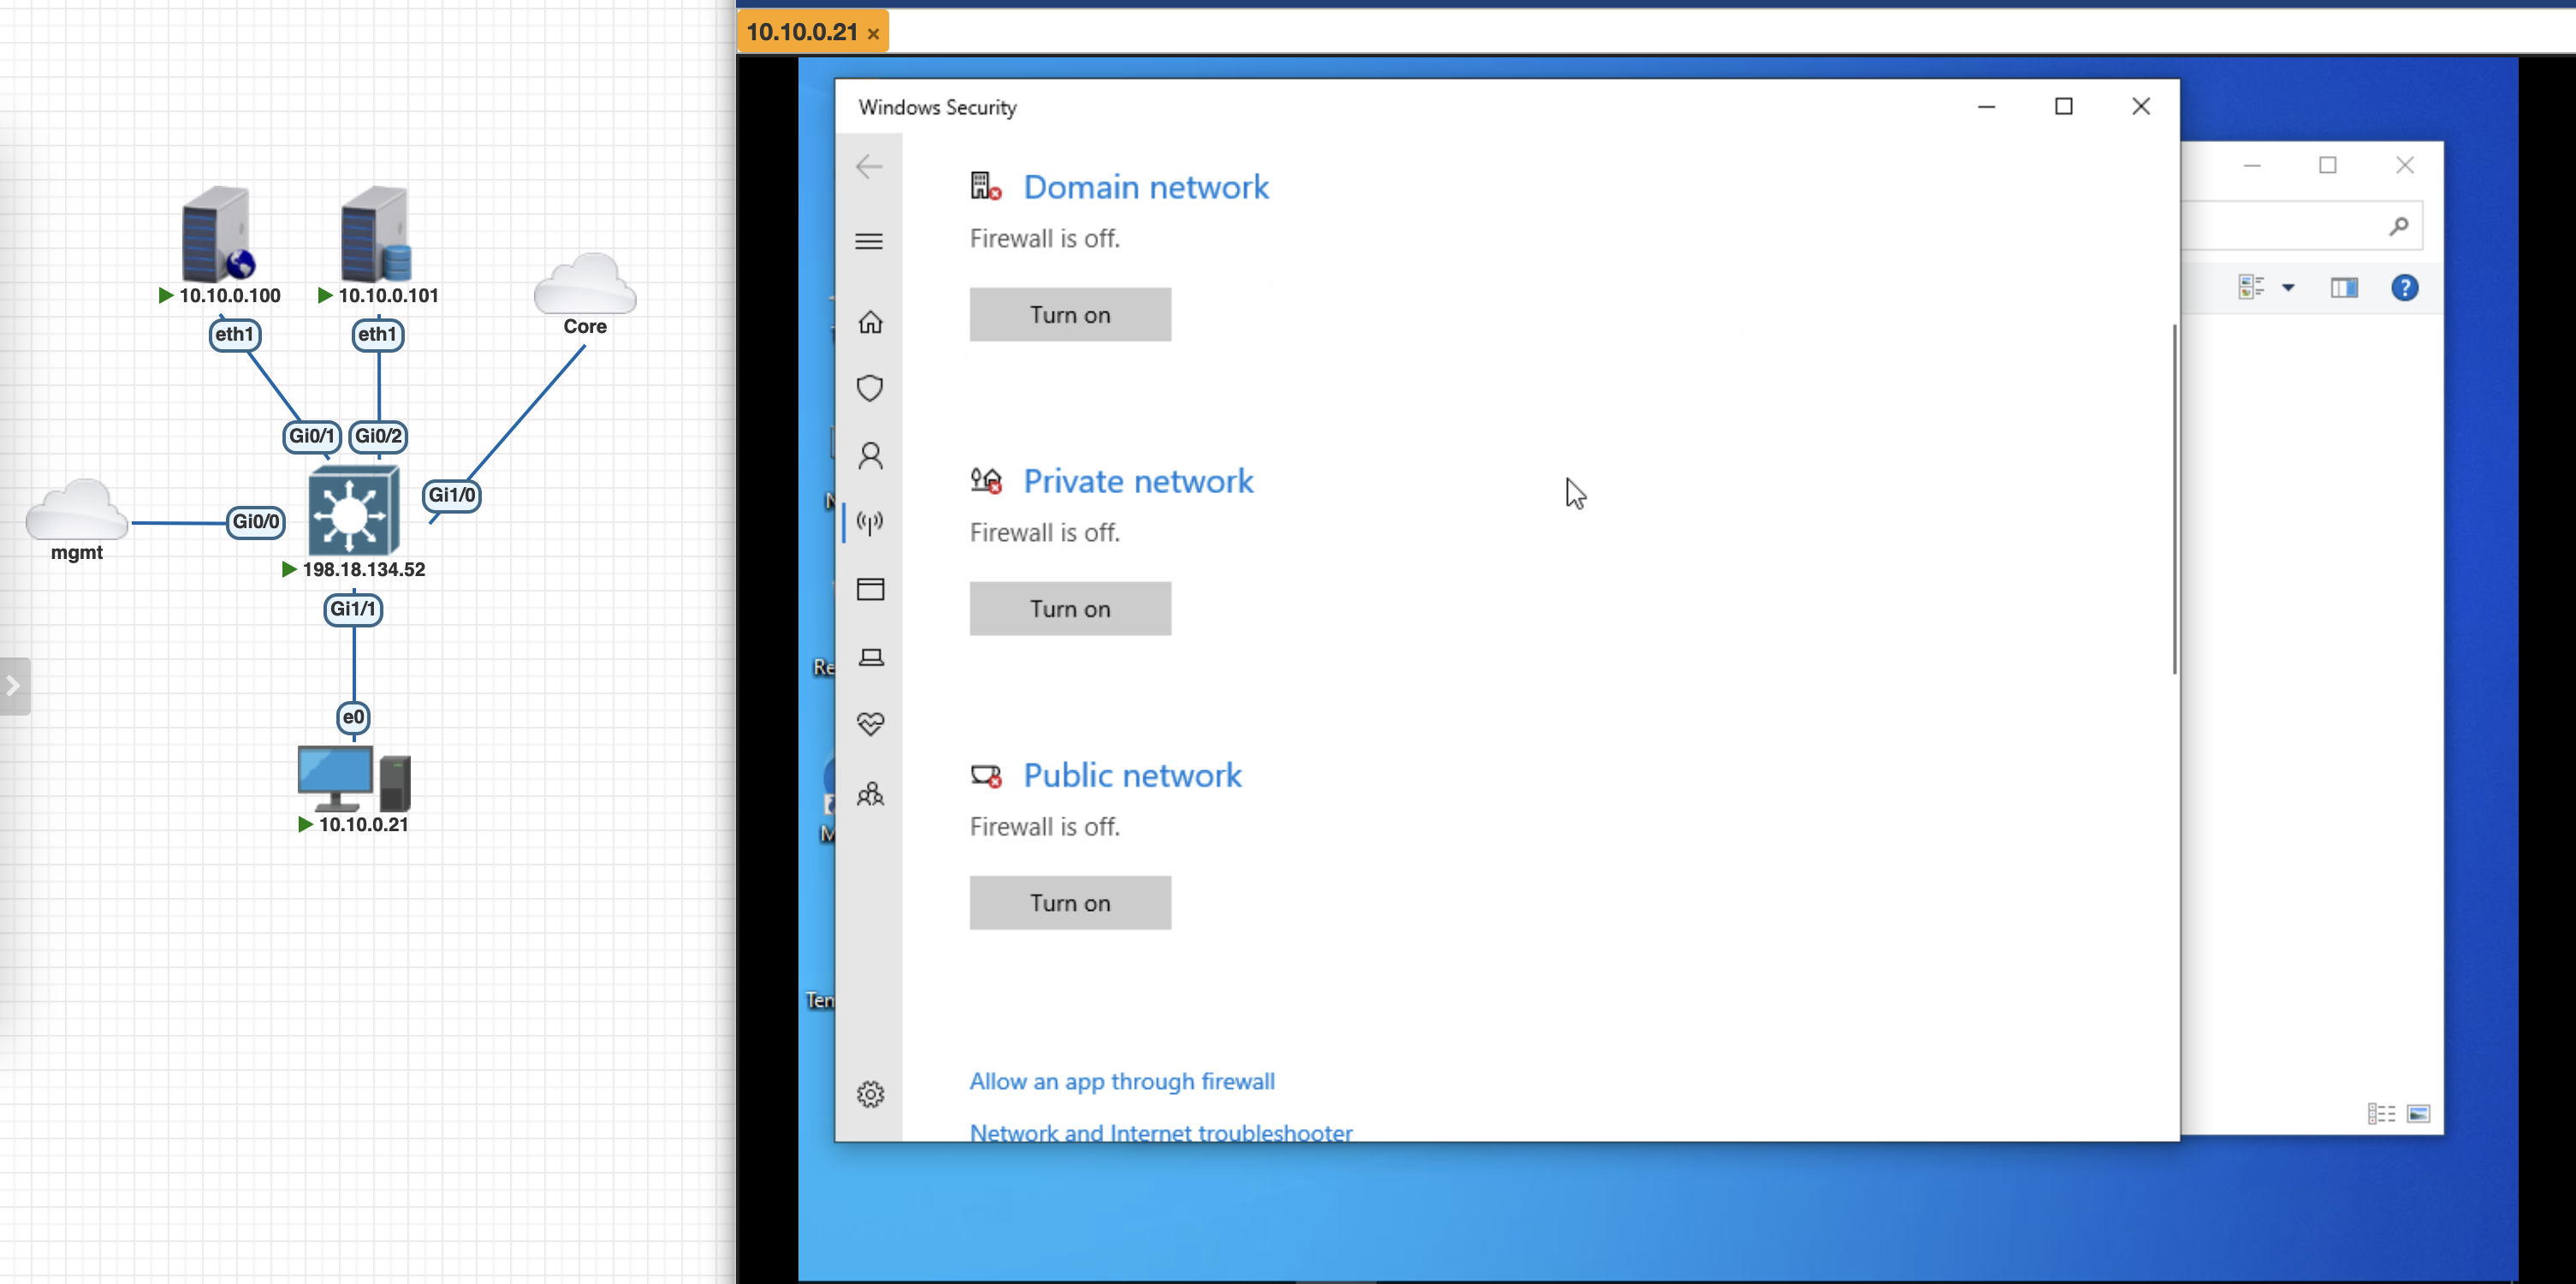 10.10.0.100
10.10.0.101
eth1
eth1
Core
Gi0/1
Gi0/2
Gi1/0
Gi0/0
mgmt
198.18.134.52
Gi1/1
e0
10.10.0.21
10.10.0.21 ×
Windows Security
Domain network
Firewall is off.
Turn on
Private network
Firewall is off.
Turn on
Public network
Firewall is off.
Turn on
Allow an app through firewall
Network and Internet troubleshooter
Re
M
Ten